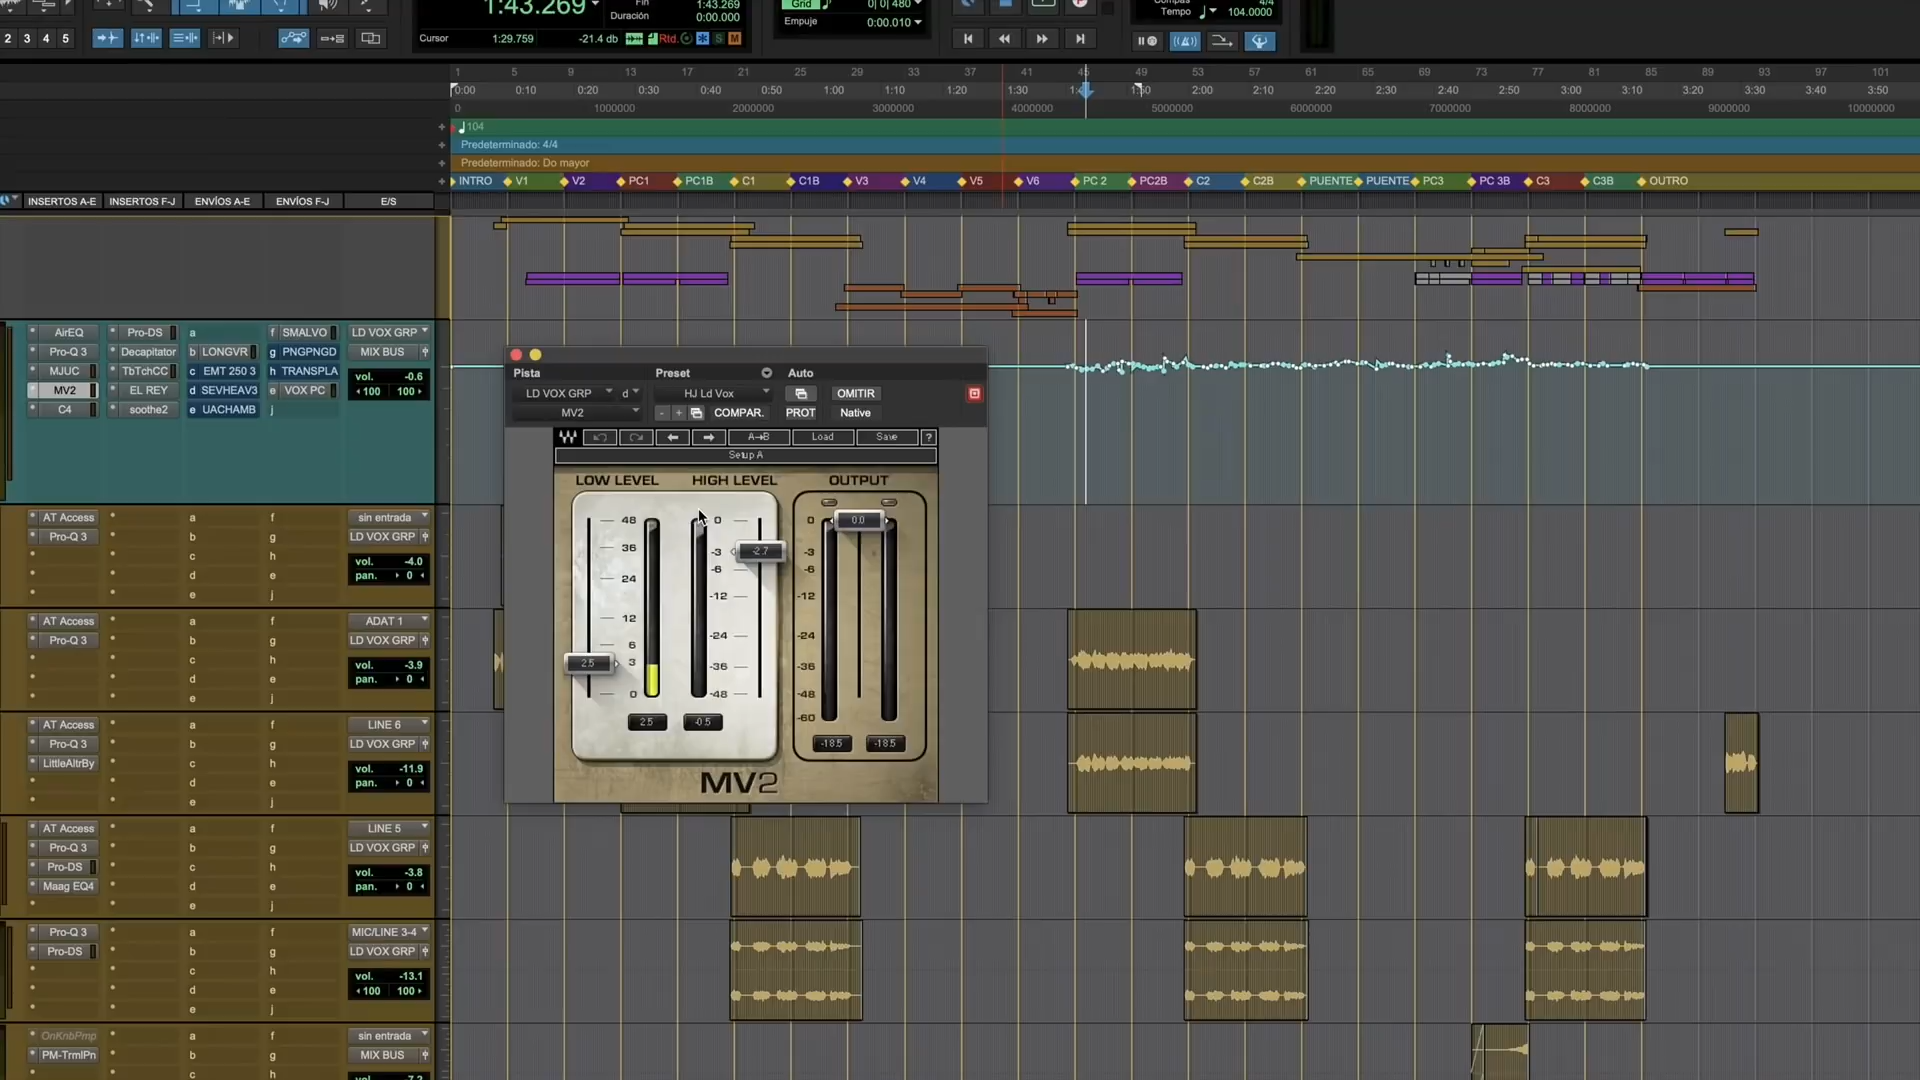 1:43.269
Fin
1:43.269
Duración
0:00.000
Cursor
1:29.759
-21.4 db
Rtd.
S
M
Grid
0| 0| 480
Empuje
0:00.010
4/4
Tempo
104.0000
2 3 4 5
1 5 9 13 17 21 25 29 33 37 41 45 49 53 57 61 65 69 73 77 81 85 89 93 97 101
0:00 0:10 0:20 0:30 0:40 0:50 1:00 1:10 1:20 1:30 1:50 2:00 2:10 2:20 2:30 2:40 2:50 3:00 3:10 3:20 3:30 3:40 3:50
0 1000000 2000000 3000000 4000000 5000000 6000000 7000000 8000000 9000000 10000000
104
Predeterminado: 4/4
Predeterminado: Do mayor
INTRO V1 V2 PC1 PC1B C1 C1B V3 V4 V5 V6 PC 2 PC2B C2 C2B PUENTE PUENTE PC3 PC 3B C3 C3B OUTRO
INSERTOS A-E INSERTOS F-J ENVÍOS A-E ENVÍOS F-J E/S
AirEQ Pro-DS a f SMALVO LD VOX GRP
Pro-Q 3 Decapitator b LONGVR g PNGPNGD MIX BUS
MJUC TbTchCC c EMT 250 3 h TRANSPLA vol. -0.6
MV2 EL REY d SEVHEAV3 e VOX PC 100 100
C4 soothe2 e UACHAMB j
Pista Preset Auto
LD VOX GRP d HJ Ld Vox OMITIR
MV2 - + COMPAR. PROT Native
A→B Load Save ?
Setup A
LOW LEVEL HIGH LEVEL OUTPUT
48 0 0 0.0
36 -3 -2.7 -3
24 -6 -6
-12 -12
12
6 -24 -24
2.5 3 -36 -36
0 -48 -48
-60
2.5 -0.5 -18.5 -18.5
MV2
AT Access a f sin entrada
Pro-Q 3 b g LD VOX GRP
c h vol. -4.0
d e pan. 0
e j
AT Access a f ADAT 1
Pro-Q 3 b g LD VOX GRP
c h vol. -3.9
d e pan. 0
e j
AT Access a f LINE 6
Pro-Q 3 b g LD VOX GRP
LittleAltrBy c h vol. -11.9
d e pan. 0
e j
AT Access a f LINE 5
Pro-Q 3 b g LD VOX GRP
Pro-DS c h vol. -3.8
Maag EQ4 d e pan. 0
e j
Pro-Q 3 a f MIC/LINE 3-4
Pro-DS b g LD VOX GRP
c h vol. -13.1
d e 100 100
e j
OnKnbPmp a f sin entrada
PM-TrmlPn b g MIX BUS
c h